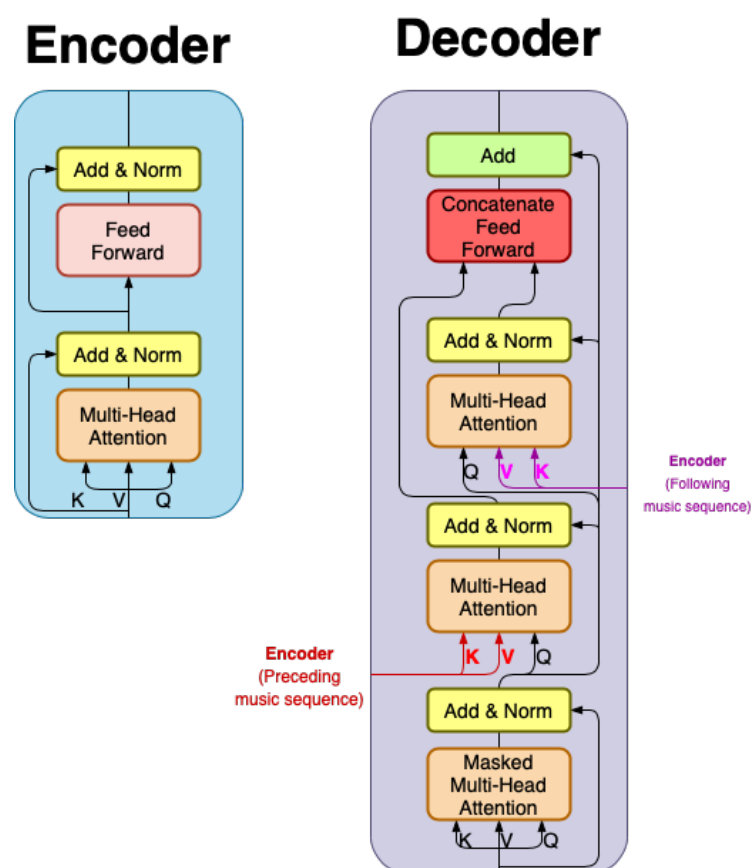 Encoder
Add & Norm
Feed
Forward
Add & Norm
Multi-Head
Attention
K V Q
Decoder
Add
Concatenate
Feed
Forward
Add & Norm
Multi-Head
Attention
Q V K
Encoder
(Following
music sequence)
Add & Norm
Multi-Head
Attention
K V Q
Encoder
(Preceding
music sequence)
Add & Norm
Masked
Multi-Head
Attention
K V Q